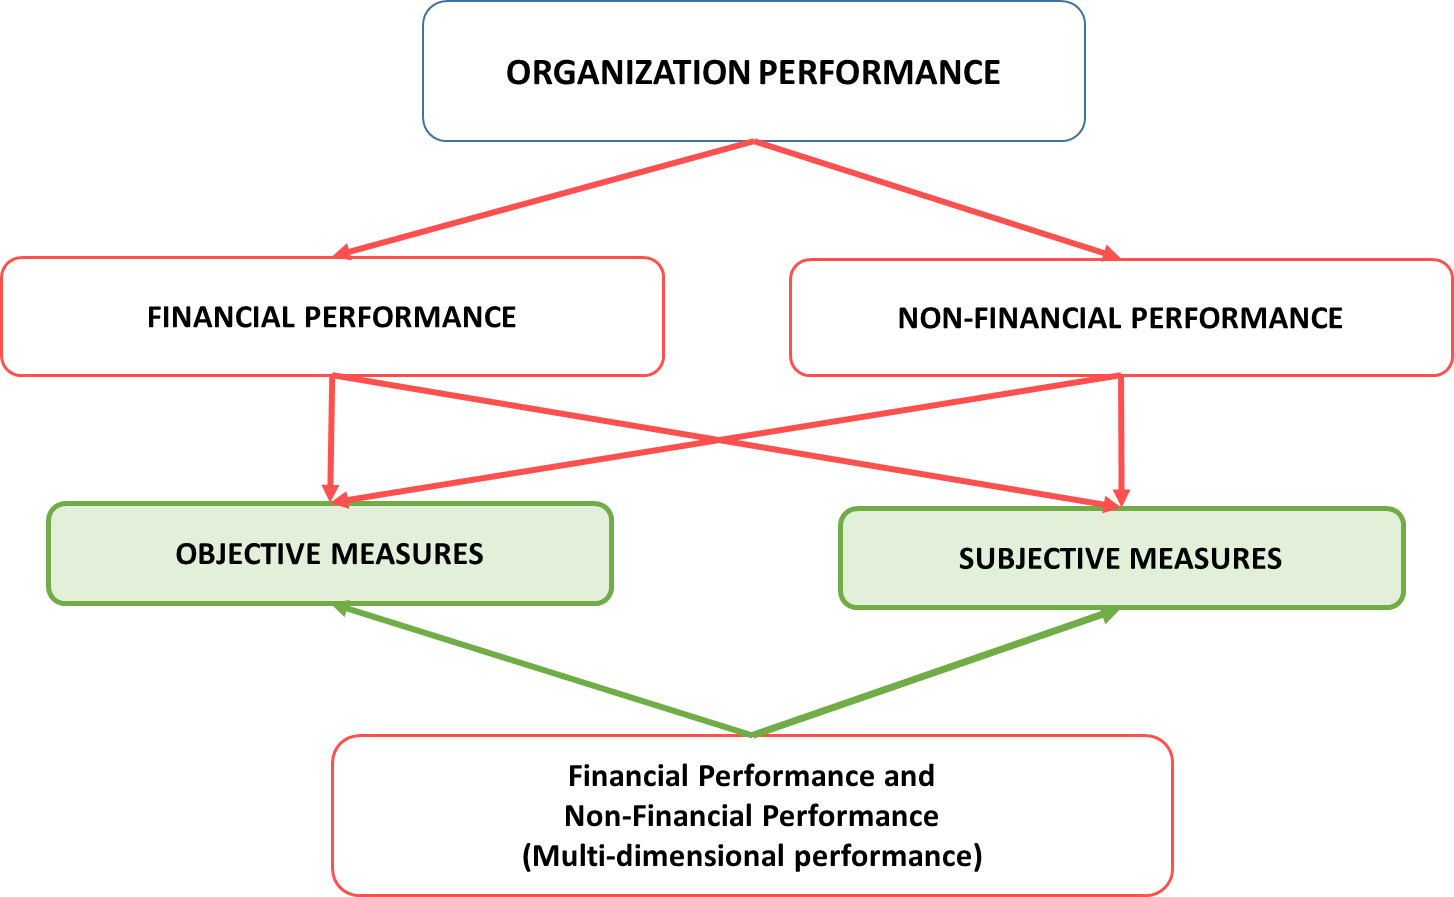 ORGANIZATION PERFORMANCE
FINANCIAL PERFORMANCE
NON-FINANCIAL PERFORMANCE
OBJECTIVE MEASURES
SUBJECTIVE MEASURES
Financial Performance and
Non-Financial Performance
(Multi-dimensional performance)